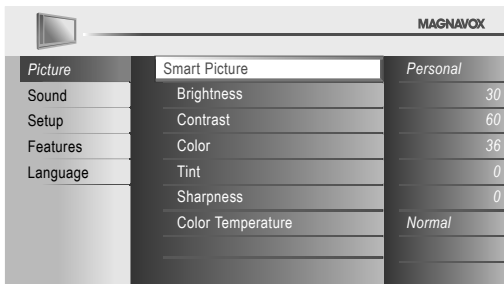 MAGNAVOX
Picture Smart Picture Personal
Sound Brightness 30
Setup Contrast 60
Features Color 36
Language Tint 0
Sharpness 0
Color Temperature Normal